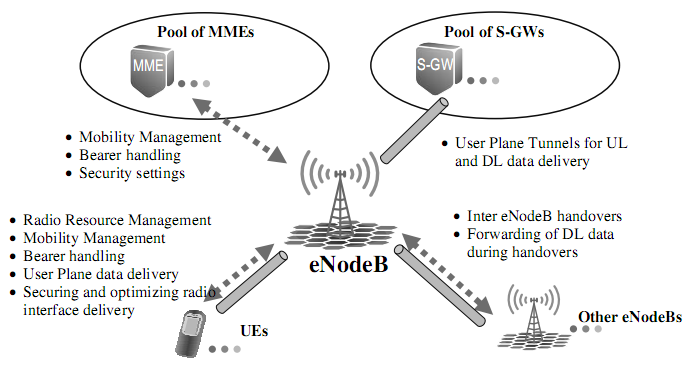 Pool of MMEs
Pool of S-GWs
MME
S-GW
• Mobility Management
• Bearer handling
• Security settings
• User Plane Tunnels for UL
and DL data delivery
• Radio Resource Management
• Mobility Management
• Bearer handling
• User Plane data delivery
• Securing and optimizing radio
interface delivery
• Inter eNodeB handovers
• Forwarding of DL data
during handovers
eNodeB
UEs
Other eNodeBs